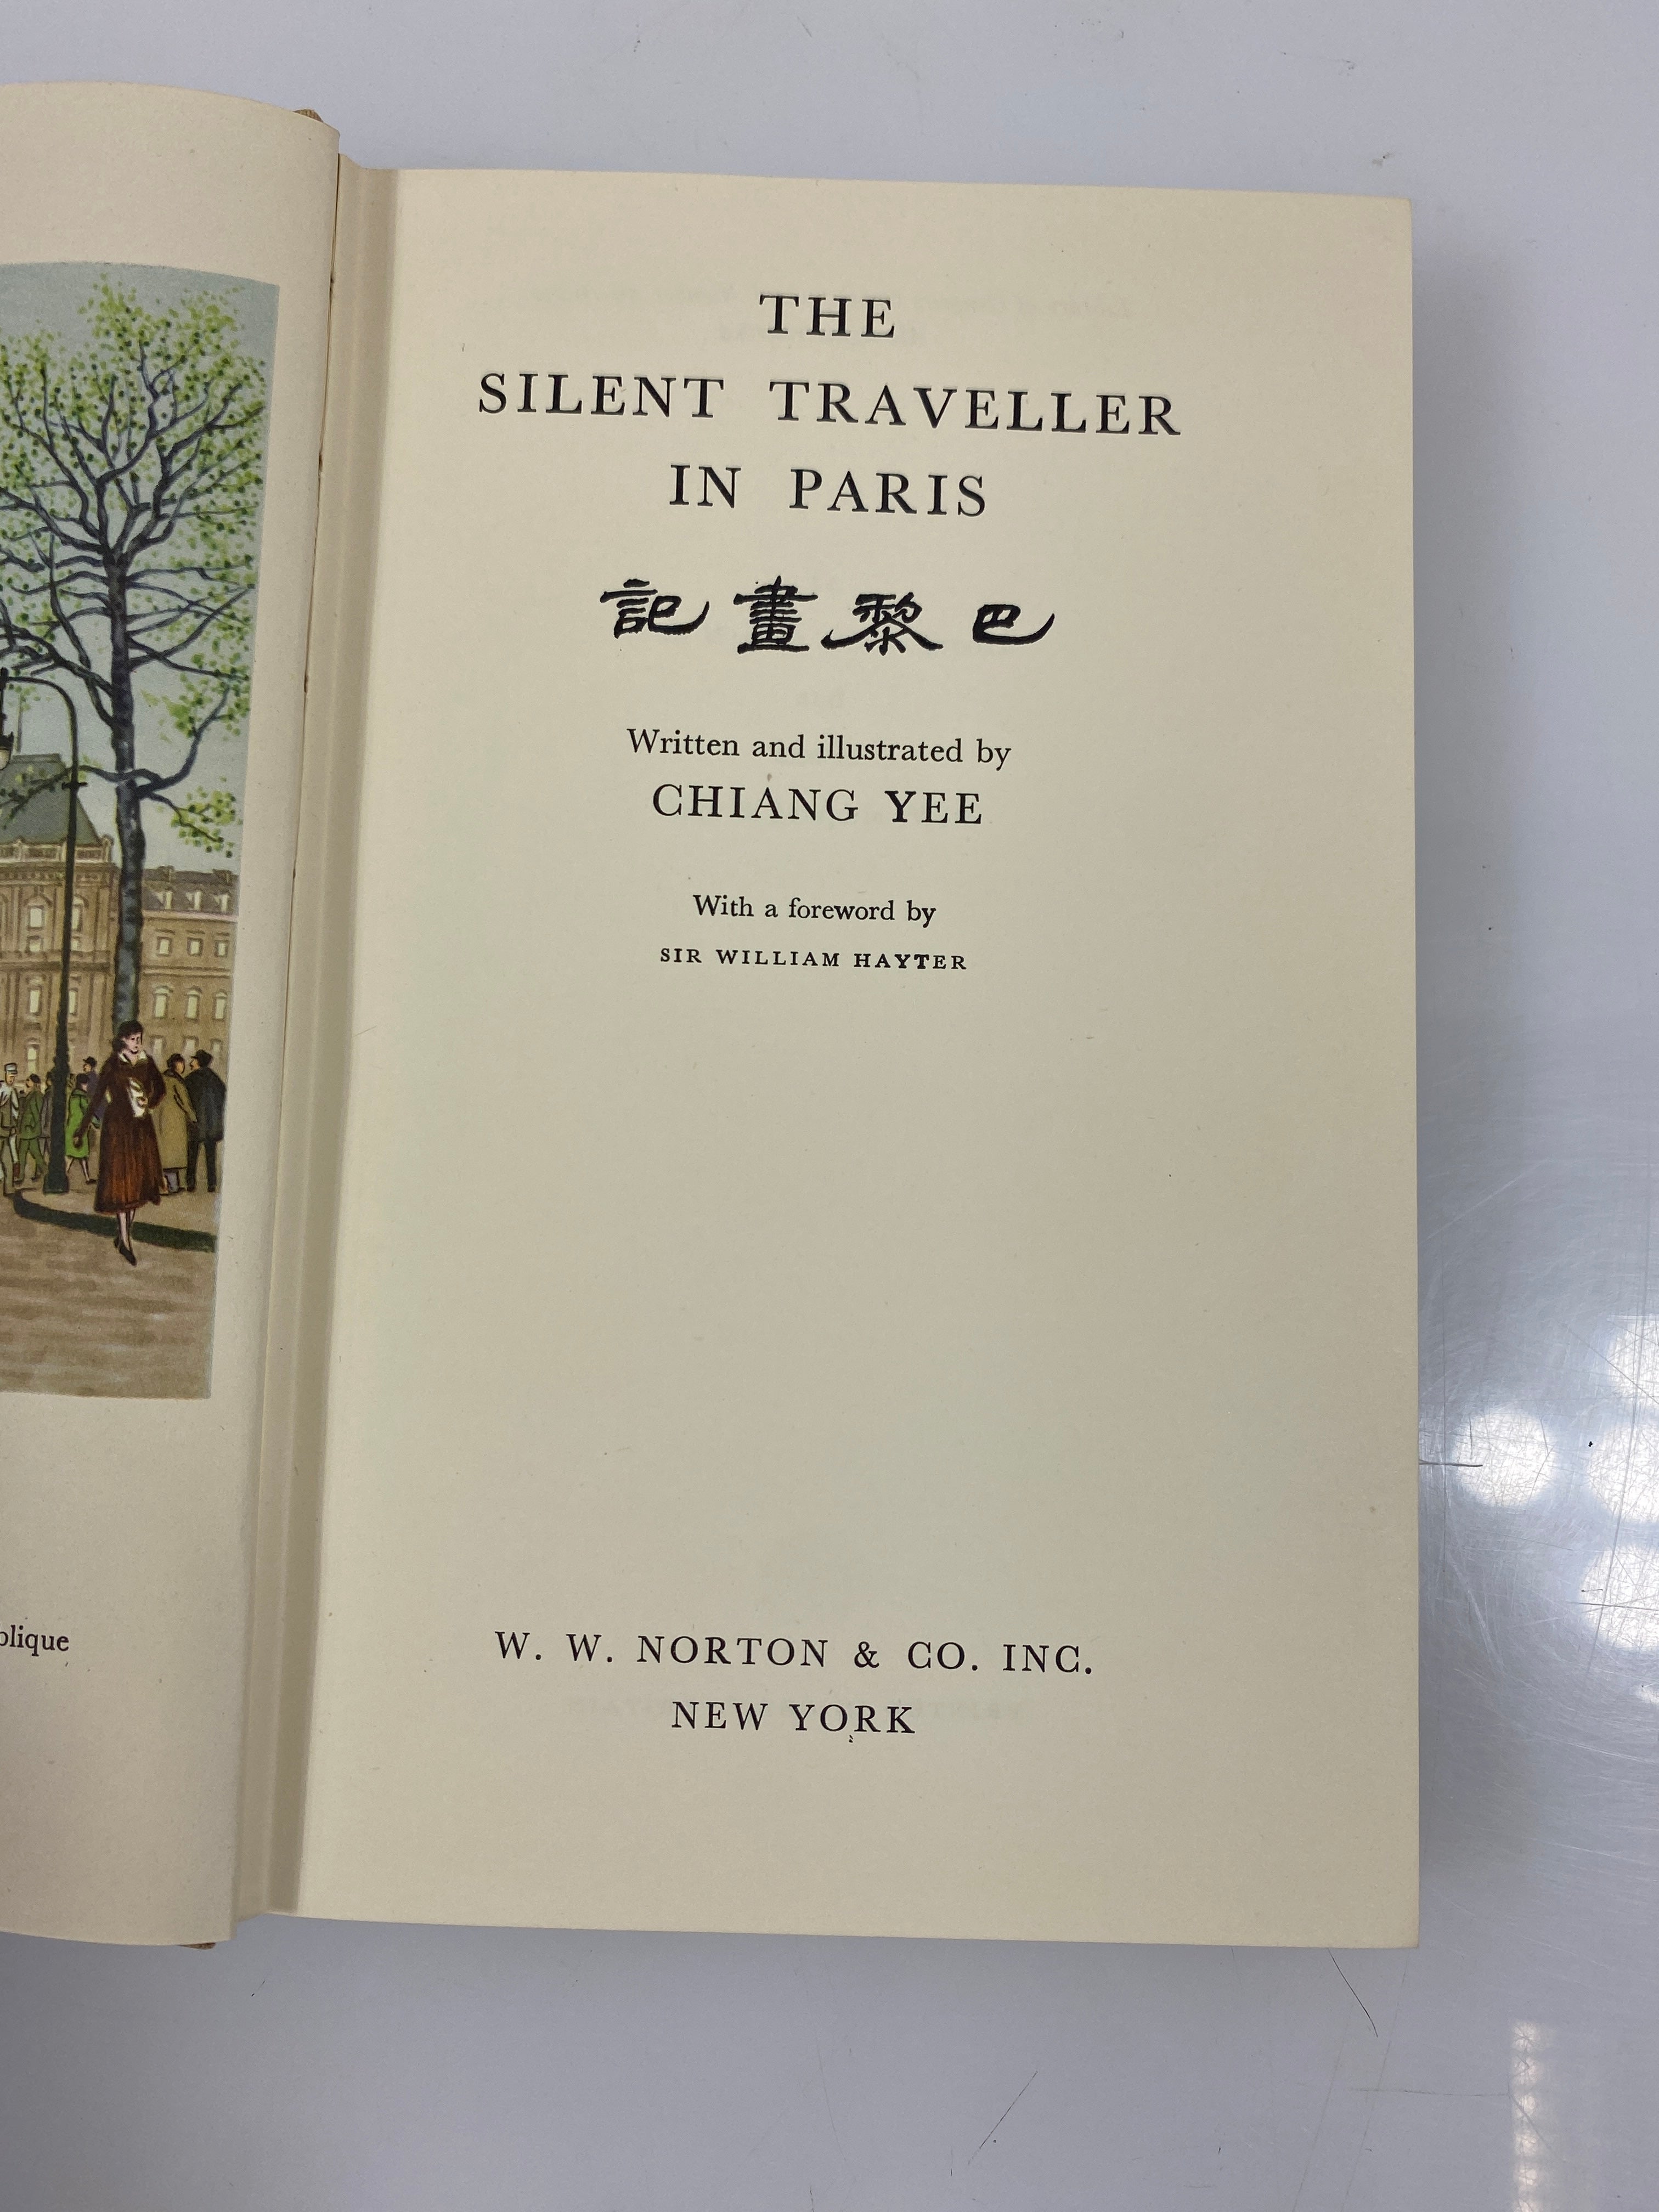 THE
SILENT TRAVELLER
IN PARIS
巴黎畫記
Written and illustrated by
CHIANG YEE
With a foreword by
SIR WILLIAM HAYTER
W. W. NORTON & CO. INC.
NEW YORK
blique